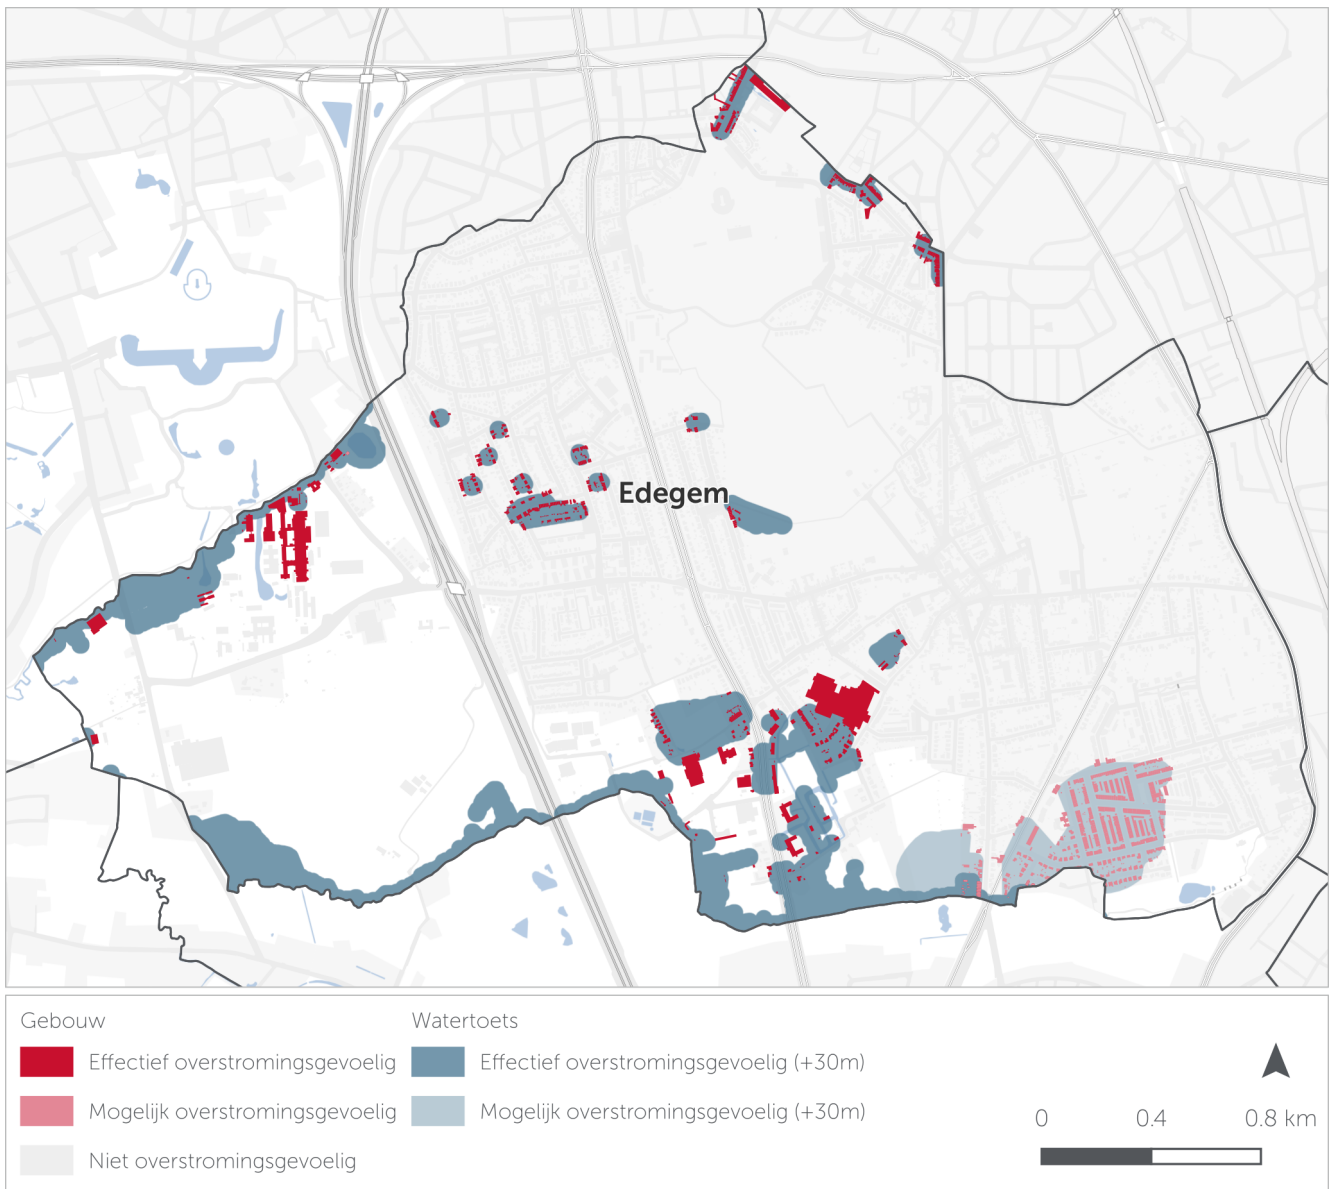 Edegem
Gebouw
Watertoets
Effectief overstromingsgevoelig
Effectief overstromingsgevoelig (+30m)
Mogelijk overstromingsgevoelig
Mogelijk overstromingsgevoelig (+30m)
Niet overstromingsgevoelig
0 0.4 0.8 km